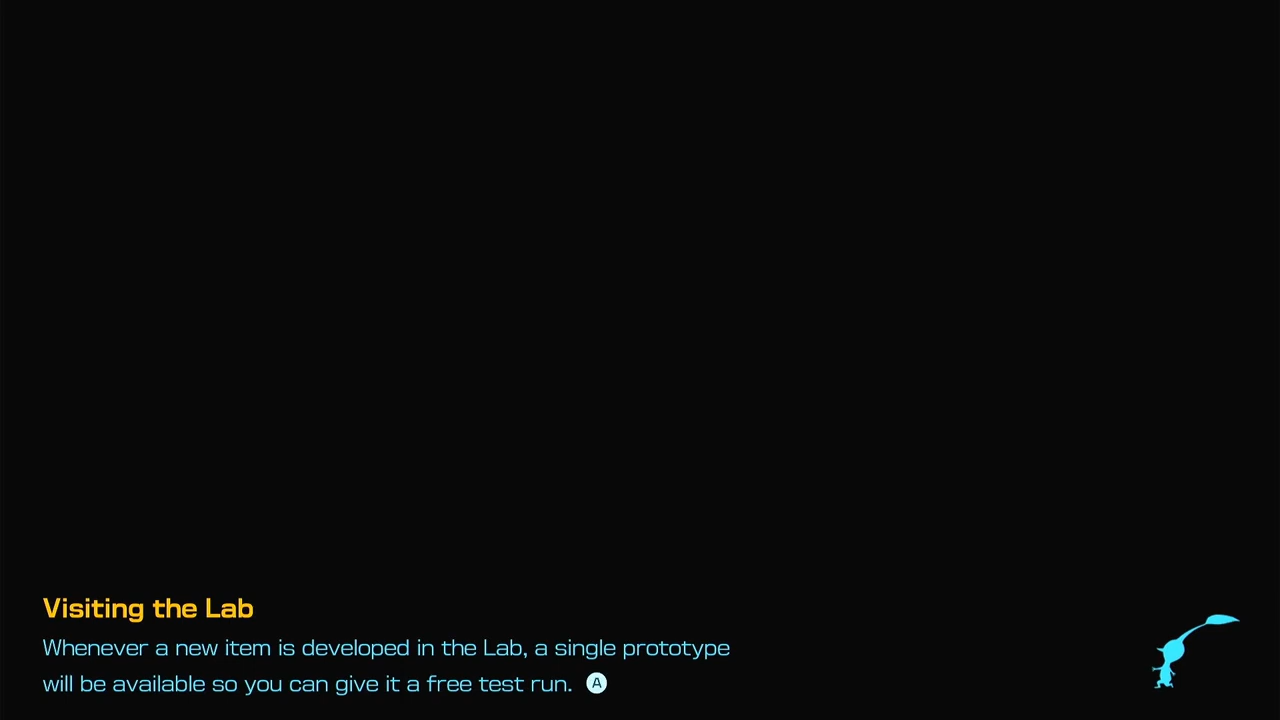 Visiting the Lab
Whenever a new item is developed in the Lab, a single prototype
will be available so you can give it a free test run. A